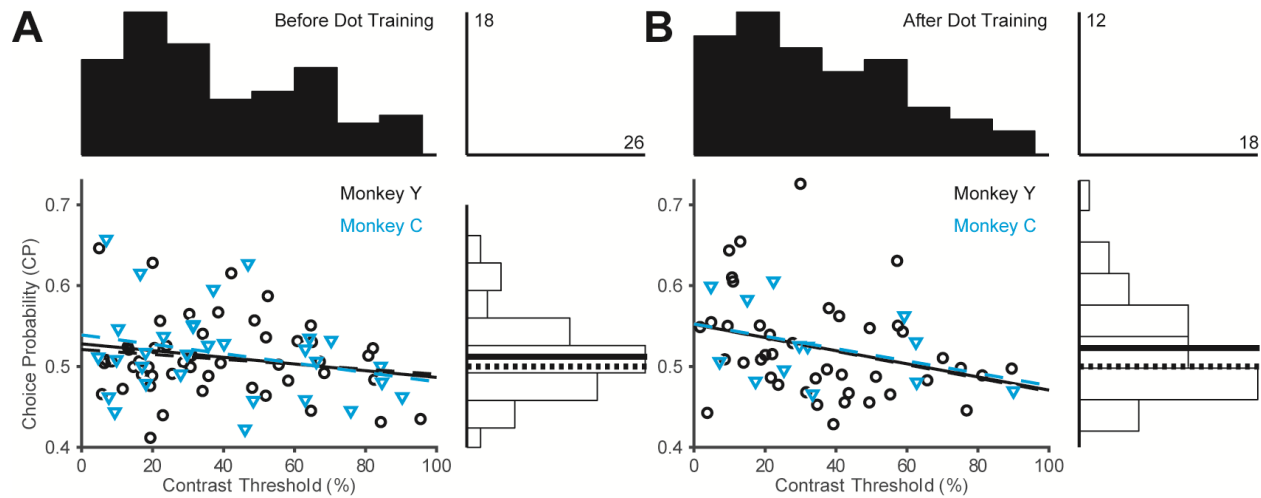 A
Before Dot Training
18
26
Monkey Y
Monkey C
Choice Probability (CP)
0.7
0.6
0.5
0.4
0
20
40
60
80
100
Contrast Threshold (%)
B
After Dot Training
12
18
Monkey Y
Monkey C
0.7
0.6
0.5
0.4
0
20
40
60
80
100
Contrast Threshold (%)